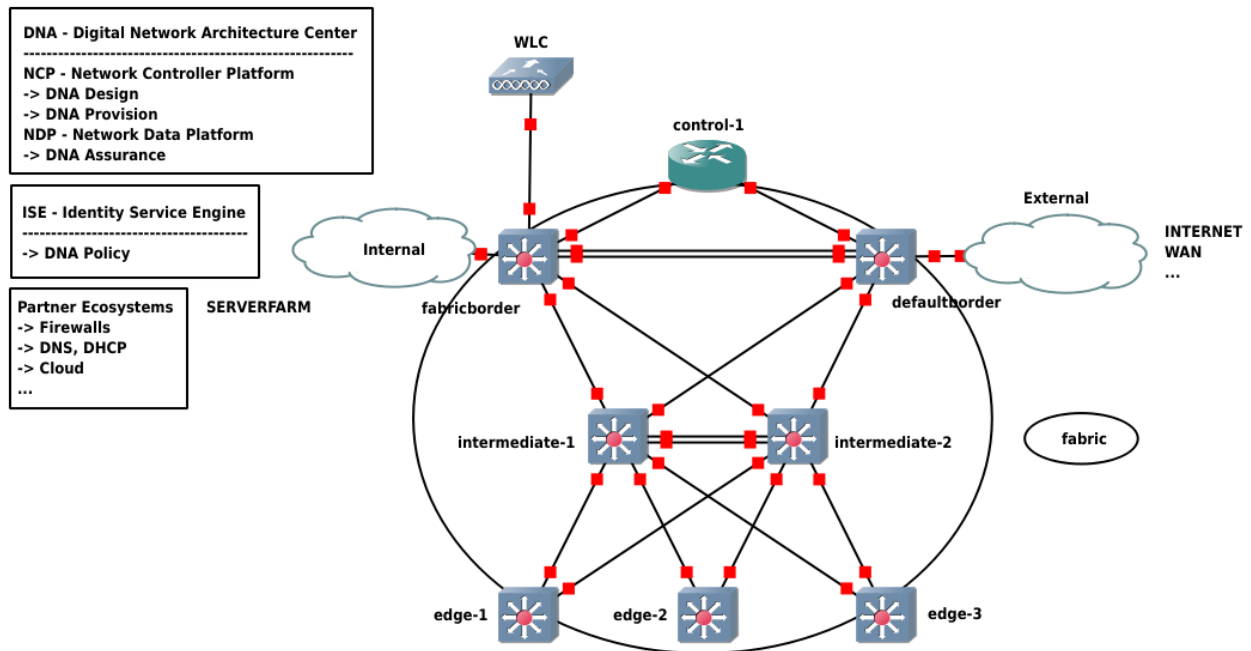 DNA - Digital Network Architecture Center
-------------------------------------------------------
NCP - Network Controller Platform
-> DNA Design
-> DNA Provision
NDP - Network Data Platform
-> DNA Assurance
ISE - Identity Service Engine
--------------------------------------
-> DNA Policy
Partner Ecosystems
-> Firewalls
-> DNS, DHCP
-> Cloud
...
SERVERFARM
WLC
control-1
Internal
fabricborder
defaultborder
External
INTERNET
WAN
...
intermediate-1
intermediate-2
fabric
edge-1
edge-2
edge-3